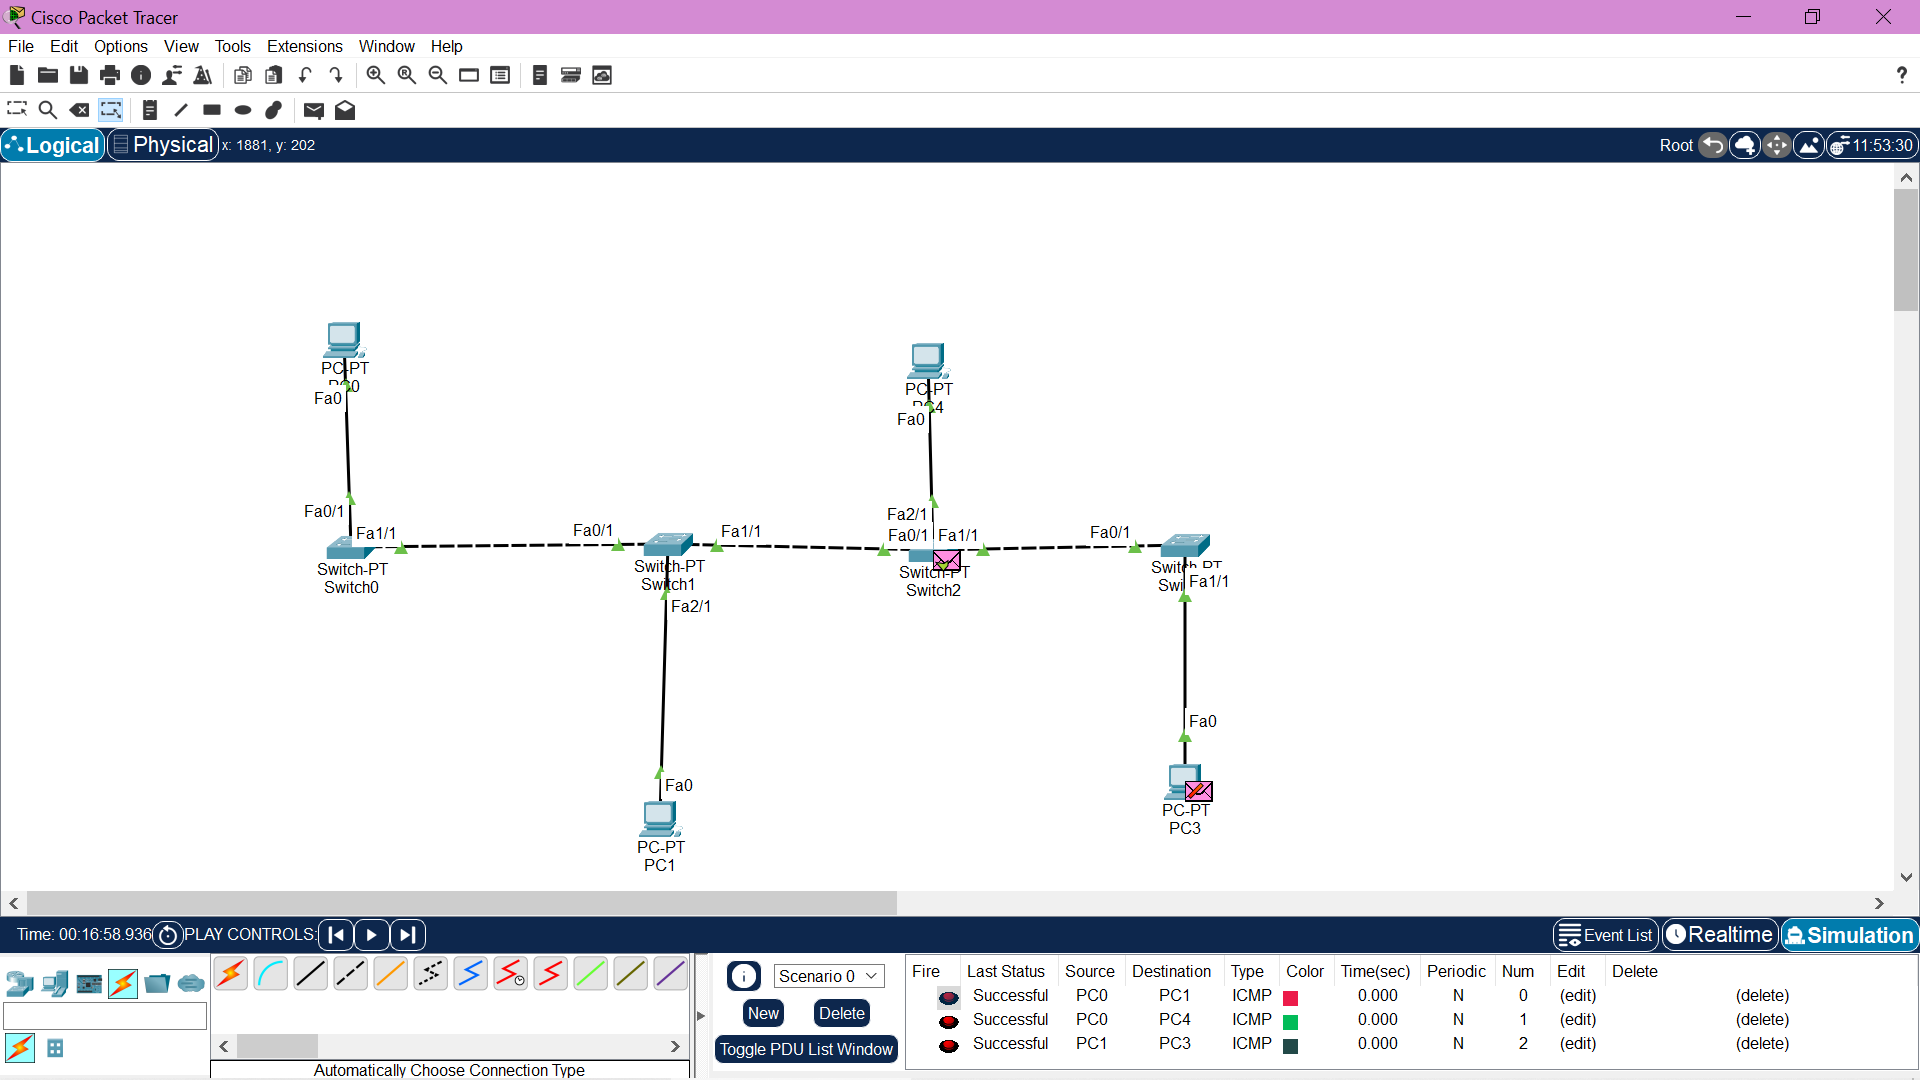 Cisco Packet Tracer
File Edit Options View Tools Extensions Window Help
?
Logical Physical x: 1881, y: 202 Root 11:53:30
PC-PT
Fa0
PC-PT
Fa0
Fa0/1
Fa1/1
Switch-PT
Switch0
Fa0/1
Fa1/1
Switch-PT
Switch1
Fa2/1
Fa2/1
Fa0/1 Fa1/1
Switch-PT
Switch2
Fa0/1
Fa1/1
Fa0
PC-PT
PC1
Fa0
PC-PT
PC3
Time: 00:16:58.936 PLAY CONTROLS: Event List Realtime Simulation
Scenario 0
New Delete
Toggle PDU List Window
Automatically Choose Connection Type
Fire Last Status Source Destination Type Color Time(sec) Periodic Num Edit Delete
Successful PC0 PC1 ICMP 0.000 N 0 (edit) (delete)
Successful PC0 PC4 ICMP 0.000 N 1 (edit) (delete)
Successful PC1 PC3 ICMP 0.000 N 2 (edit) (delete)